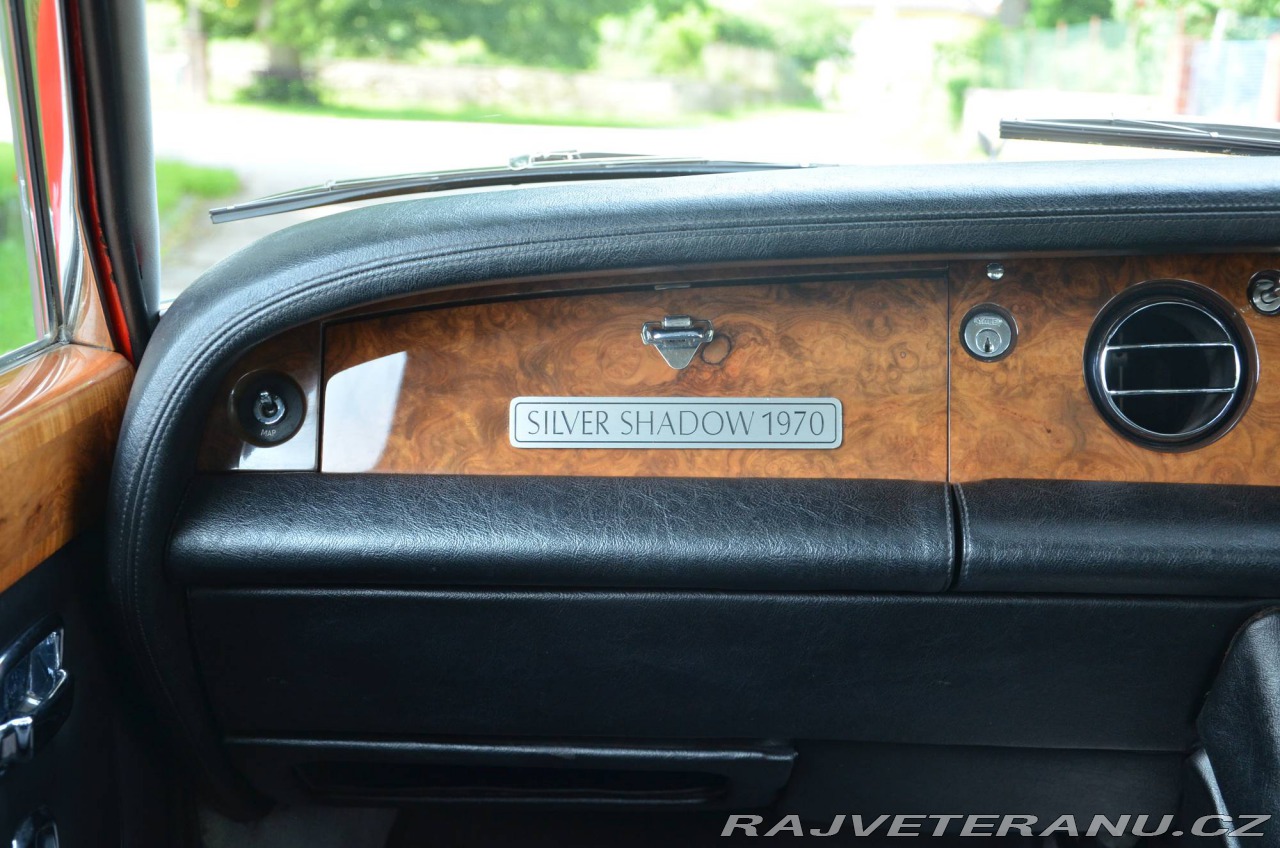 SILVER SHADOW 1970
MAP
RAJVETERANU.CZ